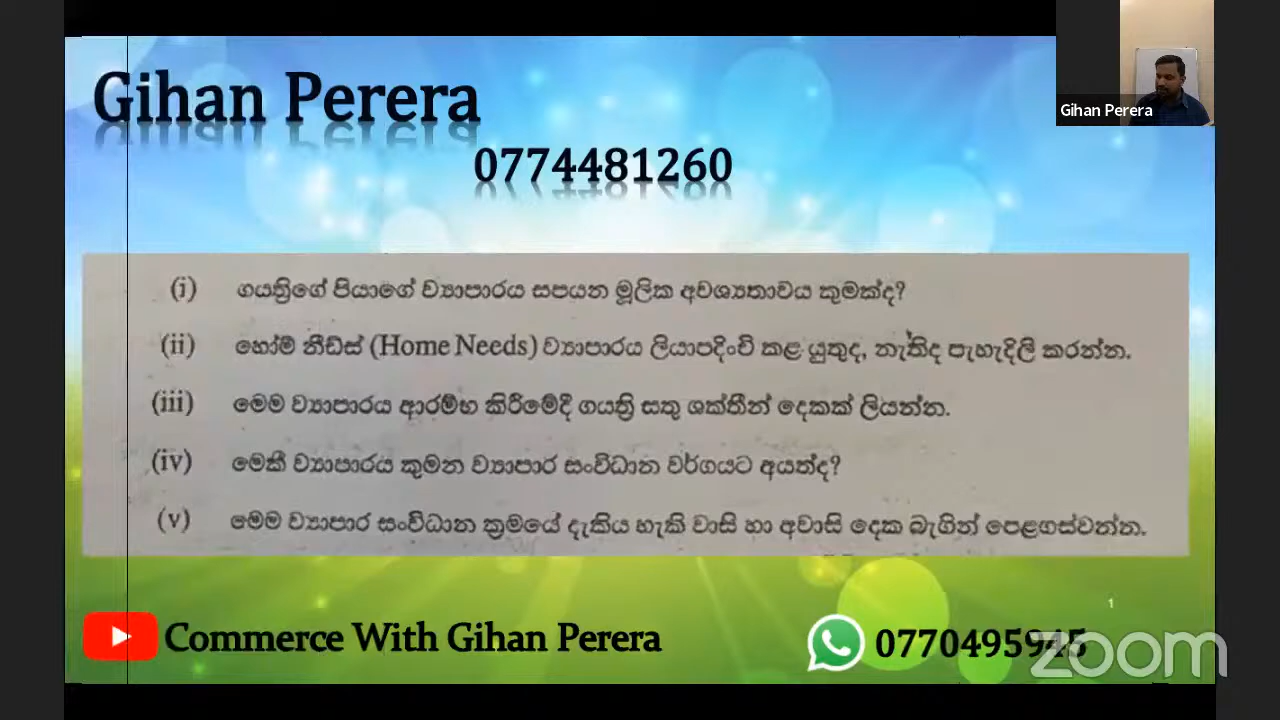 Gihan Perera
0774481260
Gihan Perera
(i) ගයත්‍රිගේ පියාගේ ව්‍යාපාරය සපයන මූලික අවශ්‍යතාවය කුමක්ද?
(ii) හෝම් නීඩ්ස් (Home Needs) ව්‍යාපාරය ලියාපදිංචි කළ යුතුද, නැතිද පැහැදිලි කරන්න.
(iii) මෙම ව්‍යාපාරය ආරම්භ කිරීමේදී ගයත්‍රි සතු ශක්තීන් දෙකක් ලියන්න.
(iv) මෙකී ව්‍යාපාරය කුමන ව්‍යාපාර සංවිධාන වර්ගයට අයත්ද?
(v) මෙම ව්‍යාපාර සංවිධාන ක්‍රමයේ දැකිය හැකි වාසි හා අවාසි දෙක බැගින් පෙළගස්වන්න.
1
Commerce With Gihan Perera
0770495945
zoom